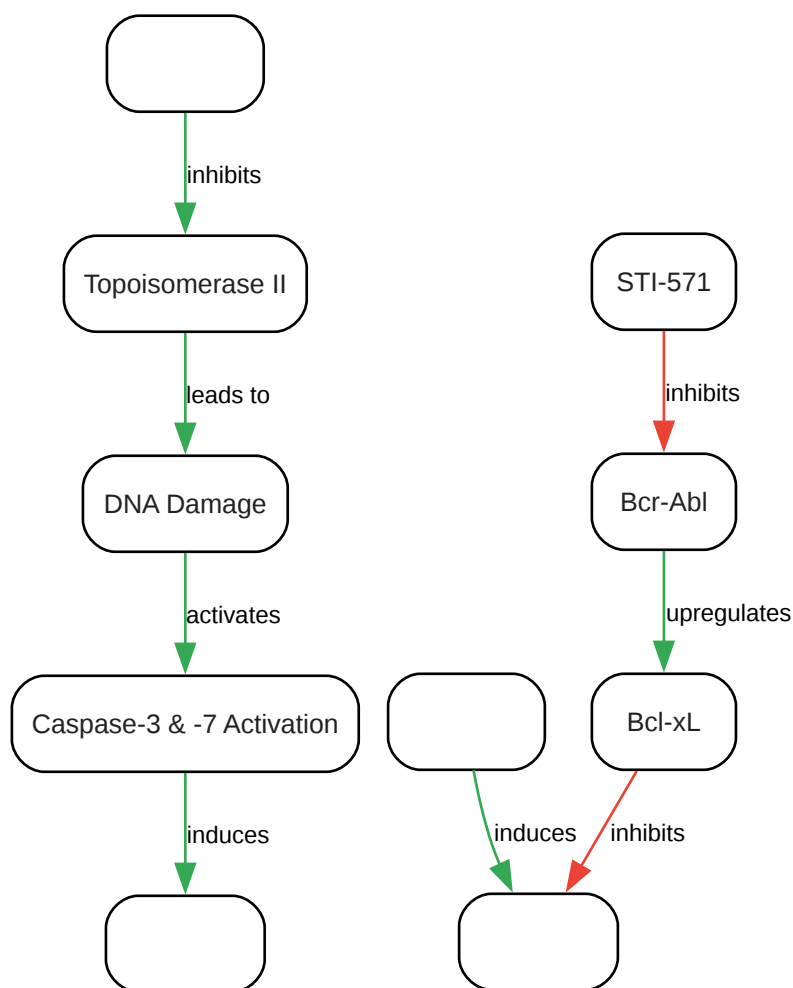 inhibits
Topoisomerase II
STI-571
leads to
inhibits
DNA Damage
Bcr-Abl
activates
upregulates
Caspase-3 & -7 Activation
Bcl-xL
induces
induces
inhibits